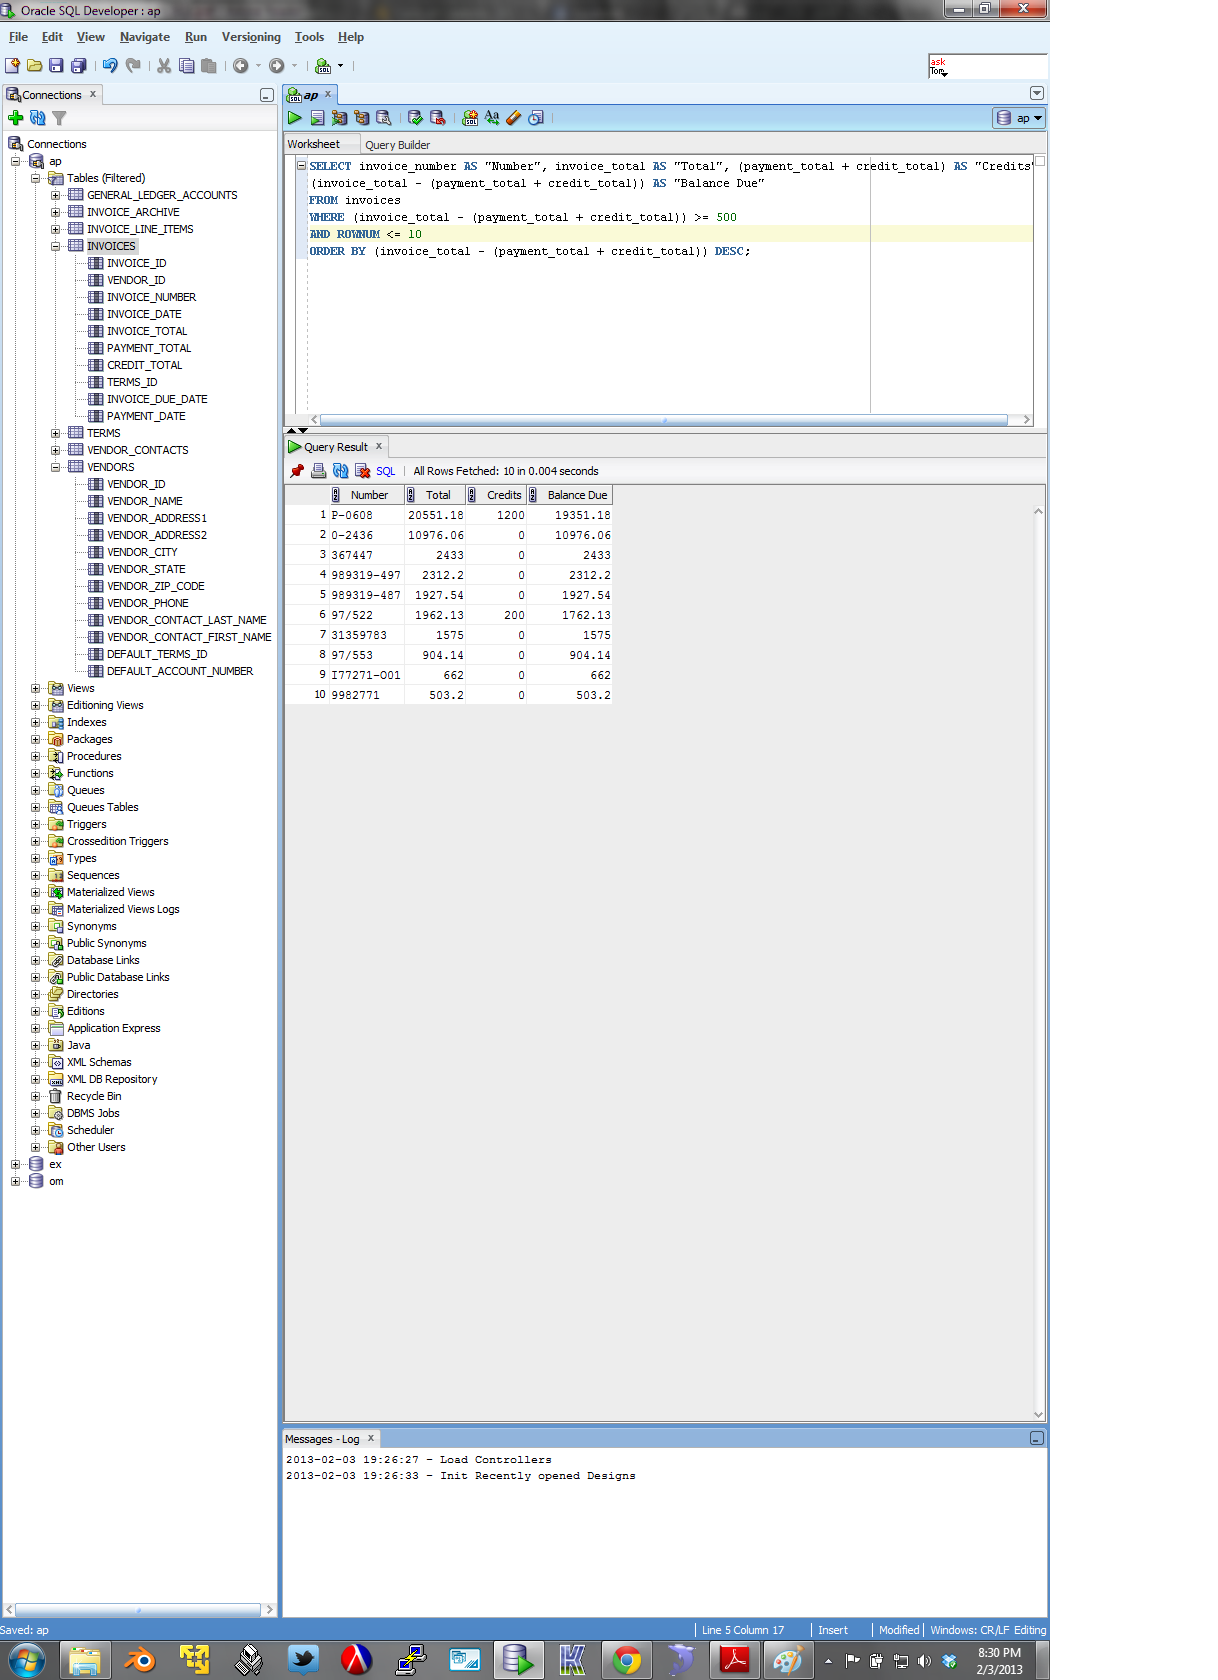 Oracle SQL Developer : ap
File Edit View Navigate Run Versioning Tools Help
ask
Tom
Connections
ap
Worksheet
Query Builder
ap
Connections
ap
Tables (Filtered)
GENERAL_LEDGER_ACCOUNTS
INVOICE_ARCHIVE
INVOICE_LINE_ITEMS
INVOICES
INVOICE_ID
VENDOR_ID
INVOICE_NUMBER
INVOICE_DATE
INVOICE_TOTAL
PAYMENT_TOTAL
CREDIT_TOTAL
TERMS_ID
INVOICE_DUE_DATE
PAYMENT_DATE
TERMS
VENDOR_CONTACTS
VENDORS
VENDOR_ID
VENDOR_NAME
VENDOR_ADDRESS1
VENDOR_ADDRESS2
VENDOR_CITY
VENDOR_STATE
VENDOR_ZIP_CODE
VENDOR_PHONE
VENDOR_CONTACT_LAST_NAME
VENDOR_CONTACT_FIRST_NAME
DEFAULT_TERMS_ID
DEFAULT_ACCOUNT_NUMBER
Views
Editioning Views
Indexes
Packages
Procedures
Functions
Queues
Queues Tables
Triggers
Crossedition Triggers
Types
Sequences
Materialized Views
Materialized Views Logs
Synonyms
Public Synonyms
Database Links
Public Database Links
Directories
Editions
Application Express
Java
XML Schemas
XML DB Repository
Recycle Bin
DBMS Jobs
Scheduler
Other Users
ex
om
SELECT invoice_number AS "Number", invoice_total AS "Total", (payment_total + credit_total) AS "Credits"
(invoice_total - (payment_total + credit_total)) AS "Balance Due"
FROM invoices
WHERE (invoice_total - (payment_total + credit_total)) >= 500
AND ROWNUM <= 10
ORDER BY (invoice_total - (payment_total + credit_total)) DESC;
Query Result
SQL | All Rows Fetched: 10 in 0.004 seconds
Number Total Credits Balance Due
1 P-0608 20551.18 1200 19351.18
2 0-2436 10976.06 0 10976.06
3 367447 2433 0 2433
4 989319-497 2312.2 0 2312.2
5 989319-487 1927.54 0 1927.54
6 97/522 1962.13 200 1762.13
7 31359783 1575 0 1575
8 97/553 904.14 0 904.14
9 I77271-O01 662 0 662
10 9982771 503.2 0 503.2
Messages - Log
2013-02-03 19:26:27 - Load Controllers
2013-02-03 19:26:33 - Init Recently opened Designs
Saved: ap
Line 5 Column 17 Insert Modified Windows: CR/LF Editing
8:30 PM
2/3/2013